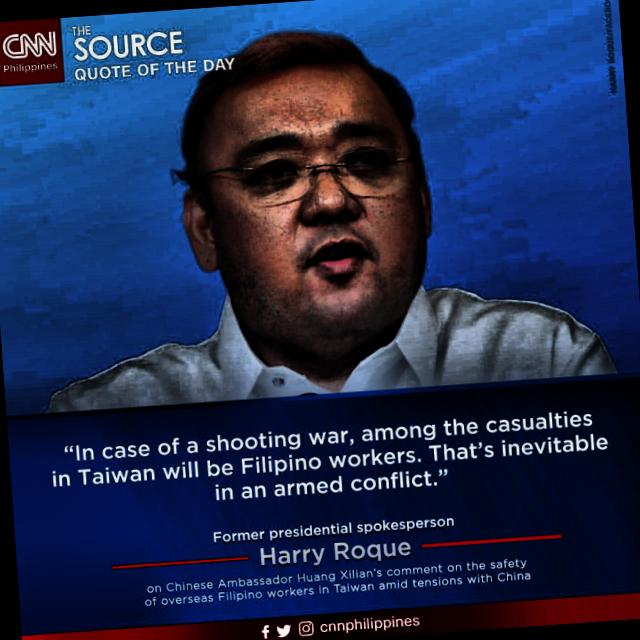 CNN
Philippines
THE
SOURCE
QUOTE OF THE DAY
“In case of a shooting war, among the casualties
in Taiwan will be Filipino workers. That’s inevitable
in an armed conflict.”
Former presidential spokesperson
Harry Roque
on Chinese Ambassador Huang Xilian’s comment on the safety
of overseas Filipino workers in Taiwan amid tensions with China
cnnphilippines